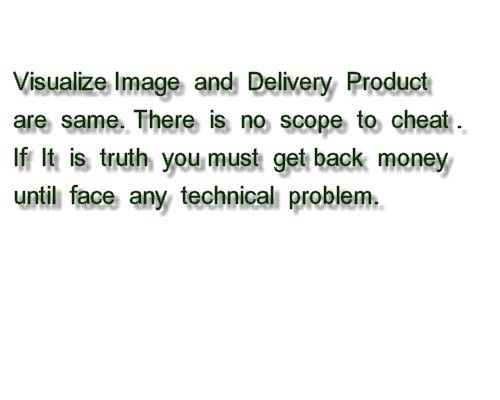 Visualize Image and Delivery Product
are same. There is no scope to cheat .
If It is truth you must get back money
until face any technical problem.